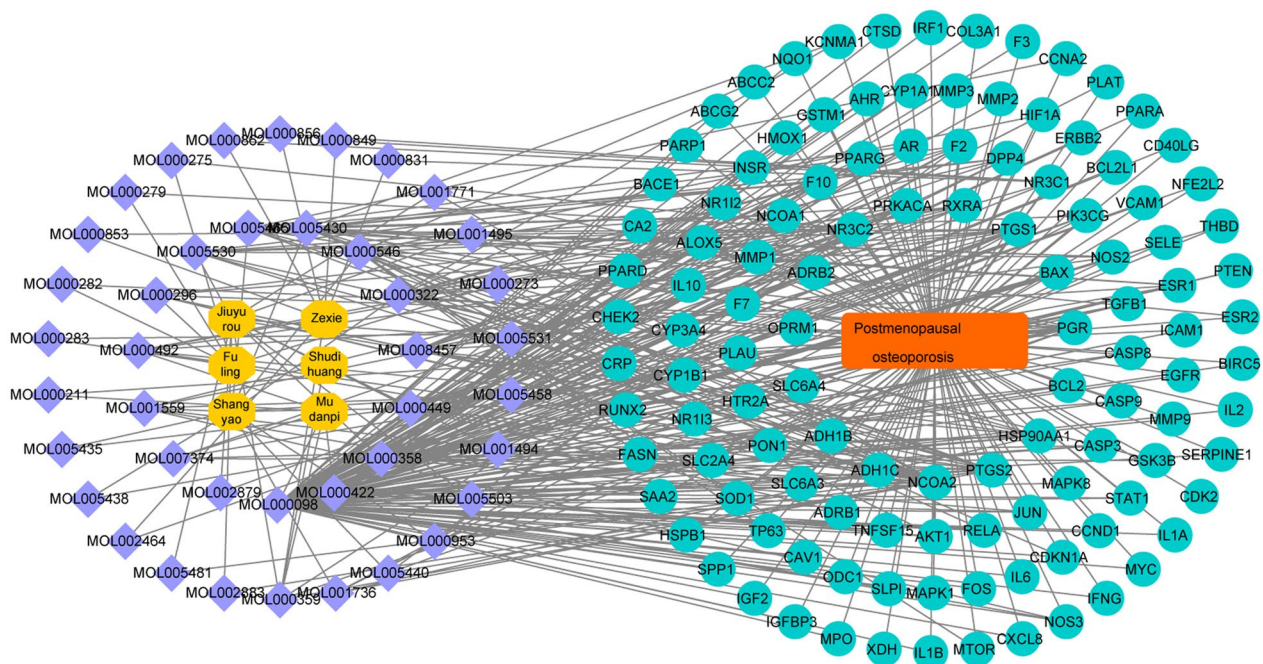 MOL000862
MOL000856
MOL000849
MOL000275
MOL000831
MOL000279
MOL001771
MOL000853
MOL005430
MOL001495
MOL005530
MOL000546
MOL000282
MOL000296
MOL000322
MOL000273
Jiuyu
rou
Zexie
MOL000283
MOL000492
MOL008457
MOL005531
Fu
ling
Shudi
huang
MOL000211
MOL001559
MOL000449
MOL005458
Shang
yao
Mu
danpi
MOL005435
MOL007374
MOL000358
MOL001494
MOL005438
MOL002879
MOL000098
MOL000422
MOL005503
MOL002464
MOL000953
MOL005481
MOL005440
MOL002883
MOL000359
MOL001736
KCNMA1
CTSD
IRF1
COL3A1
F3
NQO1
CCNA2
ABCC2
PLAT
ABCG2
GSTM1
AHR
CYP1A1
MMP3
MMP2
HIF1A
PPARA
PARP1
HMOX1
PPARG
AR
F2
DPP4
ERBB2
CD40LG
BACE1
INSR
F10
PRKACA
RXRA
NR3C1
BCL2L1
NFE2L2
CA2
NR1I2
NCOA1
NR3C2
PTGS1
PIK3CG
VCAM1
THBD
PPARD
ALOX5
MMP1
ADRB2
BAX
NOS2
SELE
PTEN
CHEK2
IL10
F7
OPRM1
Postmenopausal
osteoporosis
PGR
TGFB1
ESR1
ICAM1
ESR2
CRP
CYP3A4
PLAU
CASP8
BIRC5
RUNX2
CYP1B1
SLC6A4
HTR2A
BCL2
CASP9
EGFR
IL2
FASN
NR1I3
PON1
ADH1B
HSP90AA1
CASP3
MMP9
SERPINE1
SAA2
SLC2A4
SLC6A3
ADH1C
NCOA2
PTGS2
MAPK8
GSK3B
CDK2
HSPB1
SOD1
ADRB1
TNFSF15
AKT1
RELA
JUN
STAT1
IL1A
SPP1
TP63
CAV1
ODC1
SLPI
MAPK1
FOS
IL6
CDKN1A
CCND1
MYC
IGF2
IGFBP3
MPO
XDH
IL1B
MTOR
CXCL8
NOS3
IFNG